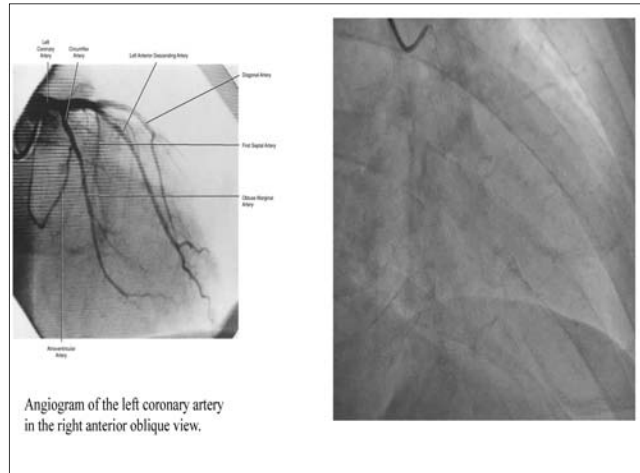 Left
Coronary
Artery
Circumflex
Artery
Left Anterior Descending Artery
Diagonal Artery
First Septal Artery
Obtuse Marginal
Artery
Atrioventricular
Artery
Angiogram of the left coronary artery
in the right anterior oblique view.